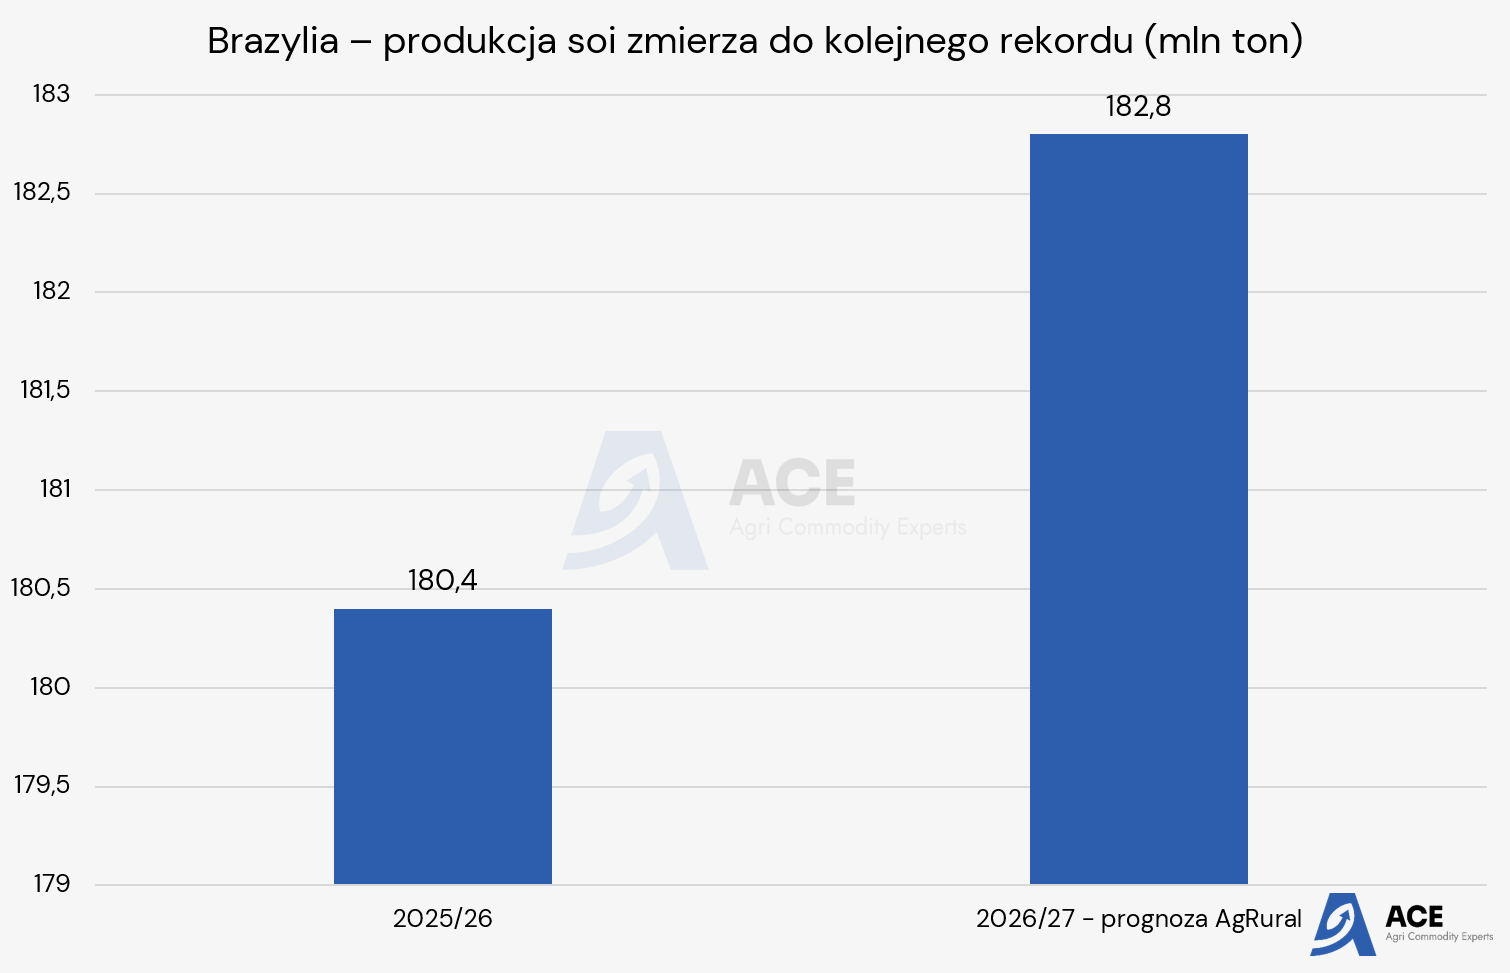 Brazylia – produkcja soi zmierza do kolejnego rekordu (mln ton)
183
182,8
182,5
182
181,5
181
ACE
Agri Commodity Experts
180,5
180,4
180
179,5
179
2025/26
2026/27 - prognoza AgRural
ACE
Agri Commodity Experts